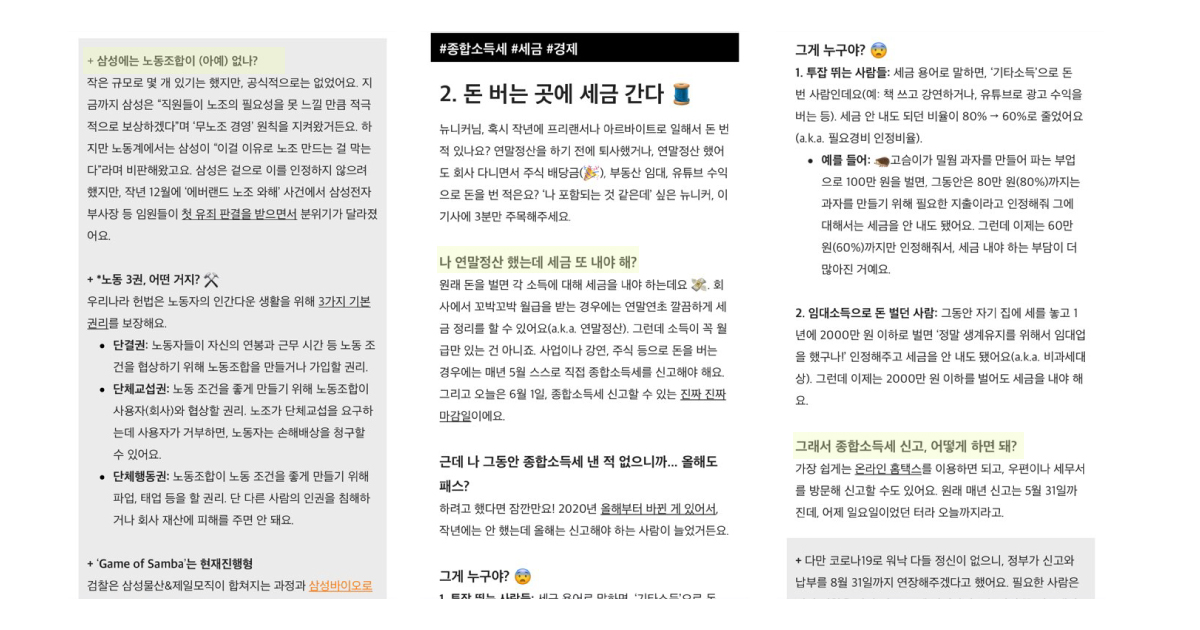 + 삼성에는 노동조합이 (아예) 없나?
작은 규모로 몇 개 있기는 했지만, 공식적으로는 없었어요. 지
금까지 삼성은 “직원들이 노조의 필요성을 못 느낄 만큼 적극
적으로 보상하겠다”며 ‘무노조 경영’ 원칙을 지켜왔거든요. 하
지만 노동계에서는 삼성이 “이걸 이유로 노조 만드는 걸 막는
다”라며 비판해왔고요. 삼성은 겉으로 이를 인정하지 않으려
했지만, 작년 12월에 ‘에버랜드 노조 와해’ 사건에서 삼성전자
부사장 등 임원들이 첫 유죄 판결을 받으면서 분위기가 달라졌
어요.
+ *노동 3권, 어떤 거지? ⚒️
우리나라 헌법은 노동자의 인간다운 생활을 위해 3가지 기본
권리를 보장해요.
• 단결권: 노동자들이 자신의 연봉과 근무 시간 등 노동 조
건을 협상하기 위해 노동조합을 만들거나 가입할 권리.
• 단체교섭권: 노동 조건을 좋게 만들기 위해 노동조합이
사용자(회사)와 협상할 권리. 노조가 단체교섭을 요구하
는데 사용자가 거부하면, 노동자는 손해배상을 청구할
수 있어요.
• 단체행동권: 노동조합이 노동 조건을 좋게 만들기 위해
파업, 태업 등을 할 권리. 단 다른 사람의 인권을 침해하
거나 회사 재산에 피해를 주면 안 돼요.
+ ‘Game of Samba’는 현재진행형
검찰은 삼성물산&제일모직이 합쳐지는 과정과 삼성바이오로
#종합소득세 #세금 #경제
2. 돈 버는 곳에 세금 간다 🧵
뉴니커님, 혹시 작년에 프리랜서나 아르바이트로 일해서 돈 번
적 있나요? 연말정산을 하기 전에 퇴사했거나, 연말정산 했어
도 회사 다니면서 주식 배당금(🎉), 부동산 임대, 유튜브 수익
으로 돈을 번 적은요? ‘나 포함되는 것 같은데’ 싶은 뉴니커, 이
기사에 3분만 주목해주세요.
나 연말정산 했는데 세금 또 내야 해?
원래 돈을 벌면 각 소득에 대해 세금을 내야 하는데요 💸. 회
사에서 꼬박꼬박 월급을 받는 경우에는 연말연초 깔끔하게 세
금 정리를 할 수 있어요(a.k.a. 연말정산). 그런데 소득이 꼭 월
급만 있는 건 아니죠. 사업이나 강연, 주식 등으로 돈을 버는
경우에는 매년 5월 스스로 직접 종합소득세를 신고해야 해요.
그리고 오늘은 6월 1일, 종합소득세 신고할 수 있는 진짜 진짜
마감일이에요.
근데 나 그동안 종합소득세 낸 적 없으니까... 올해도
패스?
하려고 했다면 잠깐만요! 2020년 올해부터 바뀐 게 있어서,
작년에는 안 했는데 올해는 신고해야 하는 사람이 늘었거든요.
그게 누구야? 😨
1. 투잡 뛰는 사람들: 세금 용어로 말하면, ‘기타소득’으로 돈
그게 누구야? 😨
1. 투잡 뛰는 사람들: 세금 용어로 말하면, ‘기타소득’으로 돈
번 사람인데요(예: 책 쓰고 강연하거나, 유튜브로 광고 수익을
버는 등). 세금 안 내도 되던 비율이 80% → 60%로 줄었어요
(a.k.a. 필요경비 인정비율).
• 예를 들어: 🦔고슴이가 밀웜 과자를 만들어 파는 부업
으로 100만 원을 벌면, 그동안은 80만 원(80%)까지는
과자를 만들기 위해 필요한 지출이라고 인정해줘 그에
대해서는 세금을 안 내도 됐어요. 그런데 이제는 60만
원(60%)까지만 인정해줘서, 세금 내야 하는 부담이 더
많아진 거예요.
2. 임대소득으로 돈 벌던 사람: 그동안 자기 집에 세를 놓고 1
년에 2000만 원 이하로 벌면 ‘정말 생계유지를 위해서 임대업
을 했구나!’ 인정해주고 세금을 안 내도 됐어요(a.k.a. 비과세대
상). 그런데 이제는 2000만 원 이하를 벌어도 세금을 내야 해
요.
그래서 종합소득세 신고, 어떻게 하면 돼?
가장 쉽게는 온라인 홈택스를 이용하면 되고, 우편이나 세무서
를 방문해 신고할 수도 있어요. 원래 매년 신고는 5월 31일까
진데, 어제 일요일이었던 터라 오늘까지라고.
+ 다만 코로나19로 워낙 다들 정신이 없으니, 정부가 신고와
납부를 8월 31일까지 연장해주겠다고 했어요. 필요한 사람은